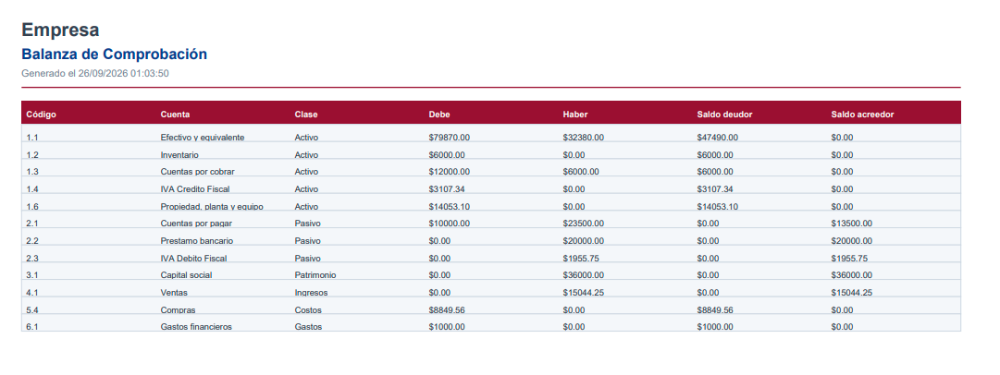 Empresa
Balanza de Comprobación
Generado el 26/09/2026 01:03:50
Código Cuenta Clase Debe Haber Saldo deudor Saldo acreedor
1.1 Efectivo y equivalente Activo $79870.00 $32380.00 $47490.00 $0.00
1.2 Inventario Activo $6000.00 $0.00 $6000.00 $0.00
1.3 Cuentas por cobrar Activo $12000.00 $6000.00 $6000.00 $0.00
1.4 IVA Credito Fiscal Activo $3107.34 $0.00 $3107.34 $0.00
1.6 Propiedad, planta y equipo Activo $14053.10 $0.00 $14053.10 $0.00
2.1 Cuentas por pagar Pasivo $10000.00 $23500.00 $0.00 $13500.00
2.2 Prestamo bancario Pasivo $0.00 $20000.00 $0.00 $20000.00
2.3 IVA Debito Fiscal Pasivo $0.00 $1955.75 $0.00 $1955.75
3.1 Capital social Patrimonio $0.00 $36000.00 $0.00 $36000.00
4.1 Ventas Ingresos $0.00 $15044.25 $0.00 $15044.25
5.4 Compras Costos $8849.56 $0.00 $8849.56 $0.00
6.1 Gastos financieros Gastos $1000.00 $0.00 $1000.00 $0.00